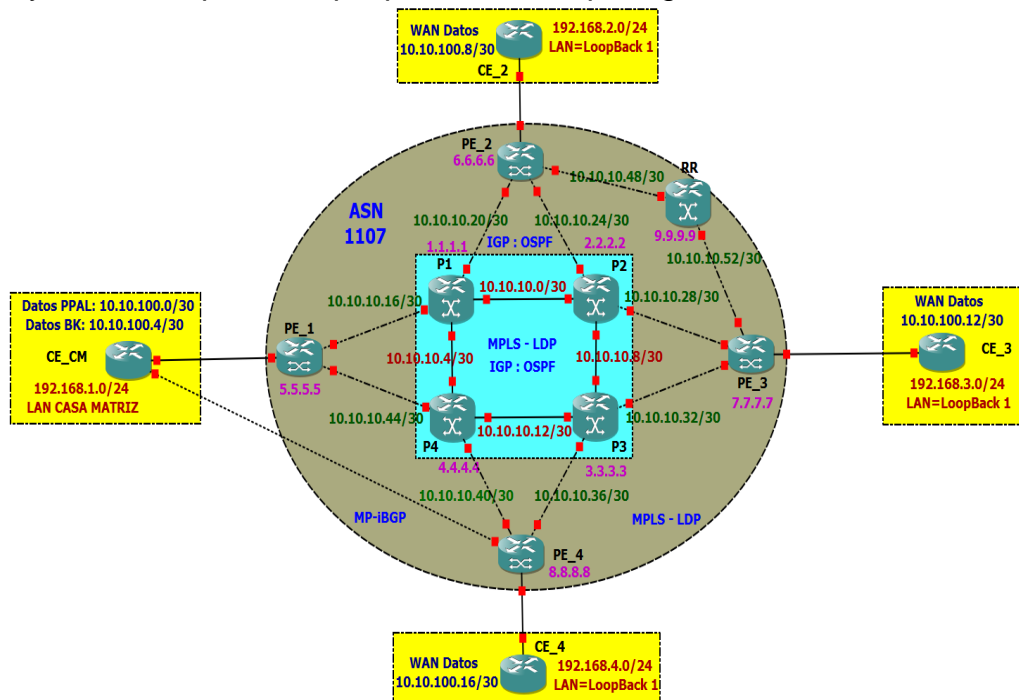 WAN Datos
10.10.100.8/30
192.168.2.0/24
LAN=LoopBack 1
CE_2
PE_2
6.6.6.6
10.10.10.48/30
RR
9.9.9.9
ASN
1107
10.10.10.20/30
10.10.10.24/30
IGP : OSPF
1.1.1.1
2.2.2.2
10.10.10.52/30
P1
P2
10.10.10.0/30
10.10.10.16/30
10.10.10.28/30
Datos PPAL: 10.10.100.0/30
Datos BK: 10.10.100.4/30
CE_CM
192.168.1.0/24
LAN CASA MATRIZ
PE_1
5.5.5.5
10.10.10.4/30
MPLS - LDP
IGP : OSPF
10.10.10.8/30
PE_3
7.7.7.7
WAN Datos
10.10.100.12/30
CE_3
192.168.3.0/24
LAN=LoopBack 1
10.10.10.44/30
10.10.10.12/30
10.10.10.32/30
P4
P3
4.4.4.4
3.3.3.3
10.10.10.40/30
10.10.10.36/30
MP-iBGP
MPLS - LDP
PE_4
8.8.8.8
CE_4
WAN Datos
10.10.100.16/30
192.168.4.0/24
LAN=LoopBack 1